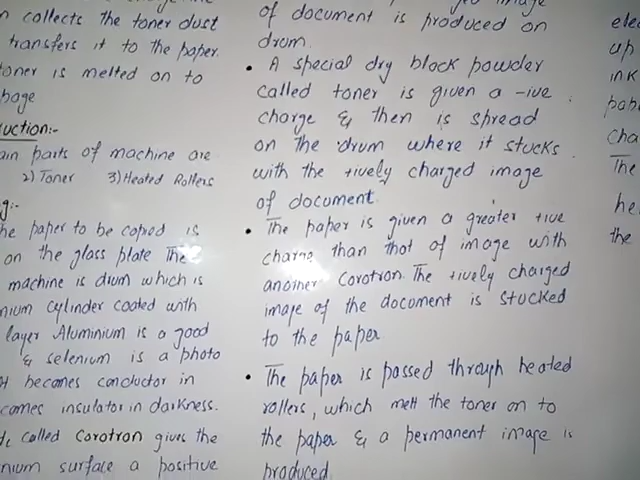 n collects the toner dust
transfers it to the paper.
toner is melted on to
page
uction:-
ain parts of machine are
2) Toner 3) Heated Rollers
g:-
he paper to be copied is
on the glass plate The
machine is drum which is
nium cylinder coated with
layer Aluminium is a good
& selenium is a photo
It becomes conductor in
comes insulator in darkness.
called Corotron gives the
nium surface a positive
of document is produced on
drum.
• A special dry block powder
called toner is given a -ive
charge & then is spread
on the drum where it stucks
with the +ively charged image
of document
• The paper is given a greater +ive
charge than that of image with
another Corotron. The +ively charged
image of the document is stucked
to the paper
• The paper is passed through heated
rollers, which melt the toner on to
the paper & a permanent image is
produced
elec
up
ink
pap
cha
The
he
the